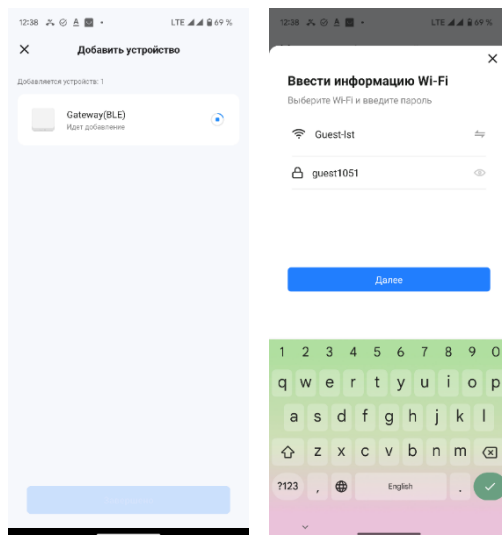 12:38 LTE 69 %
Добавить устройство
Добавляется устройств: 1
Gateway(BLE)
Идет добавление
12:38 LTE 69 %
Ввести информацию Wi-Fi
Выберите Wi-Fi и введите пароль
Guest-Ist
guest1051
Далее
1 2 3 4 5 6 7 8 9 0
q w e r t y u i o p
a s d f g h j k l
z x c v b n m
?123 , English .